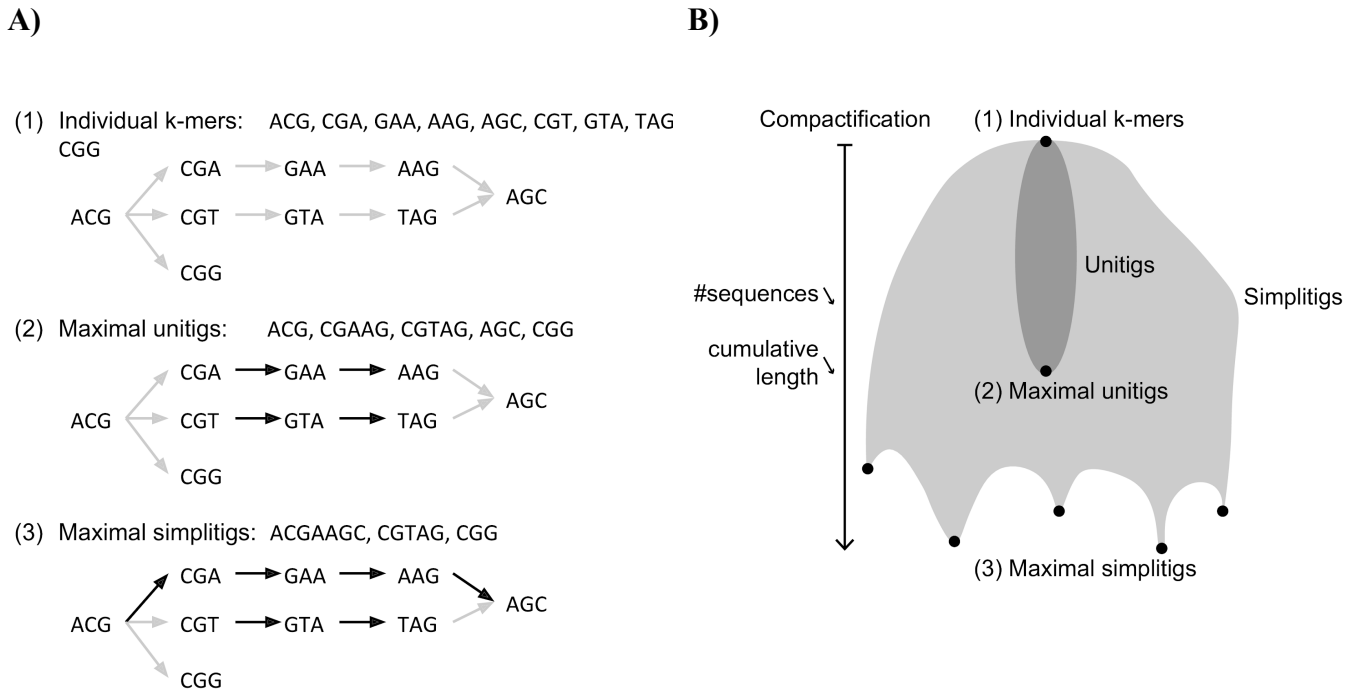 A)
(1) Individual k-mers: ACG, CGA, GAA, AAG, AGC, CGT, GTA, TAG
CGG
CGA GAA AAG
AGC
ACG CGT GTA TAG
CGG
(2) Maximal unitigs: ACG, CGAAG, CGTAG, AGC, CGG
CGA GAA AAG
AGC
ACG CGT GTA TAG
CGG
(3) Maximal simplitigs: ACGAAGC, CGTAG, CGG
CGA GAA AAG
AGC
ACG CGT GTA TAG
CGG
B)
Compactification
(1) Individual k-mers
Unitigs
#sequences
Simplitigs
cumulative
length
(2) Maximal unitigs
(3) Maximal simplitigs